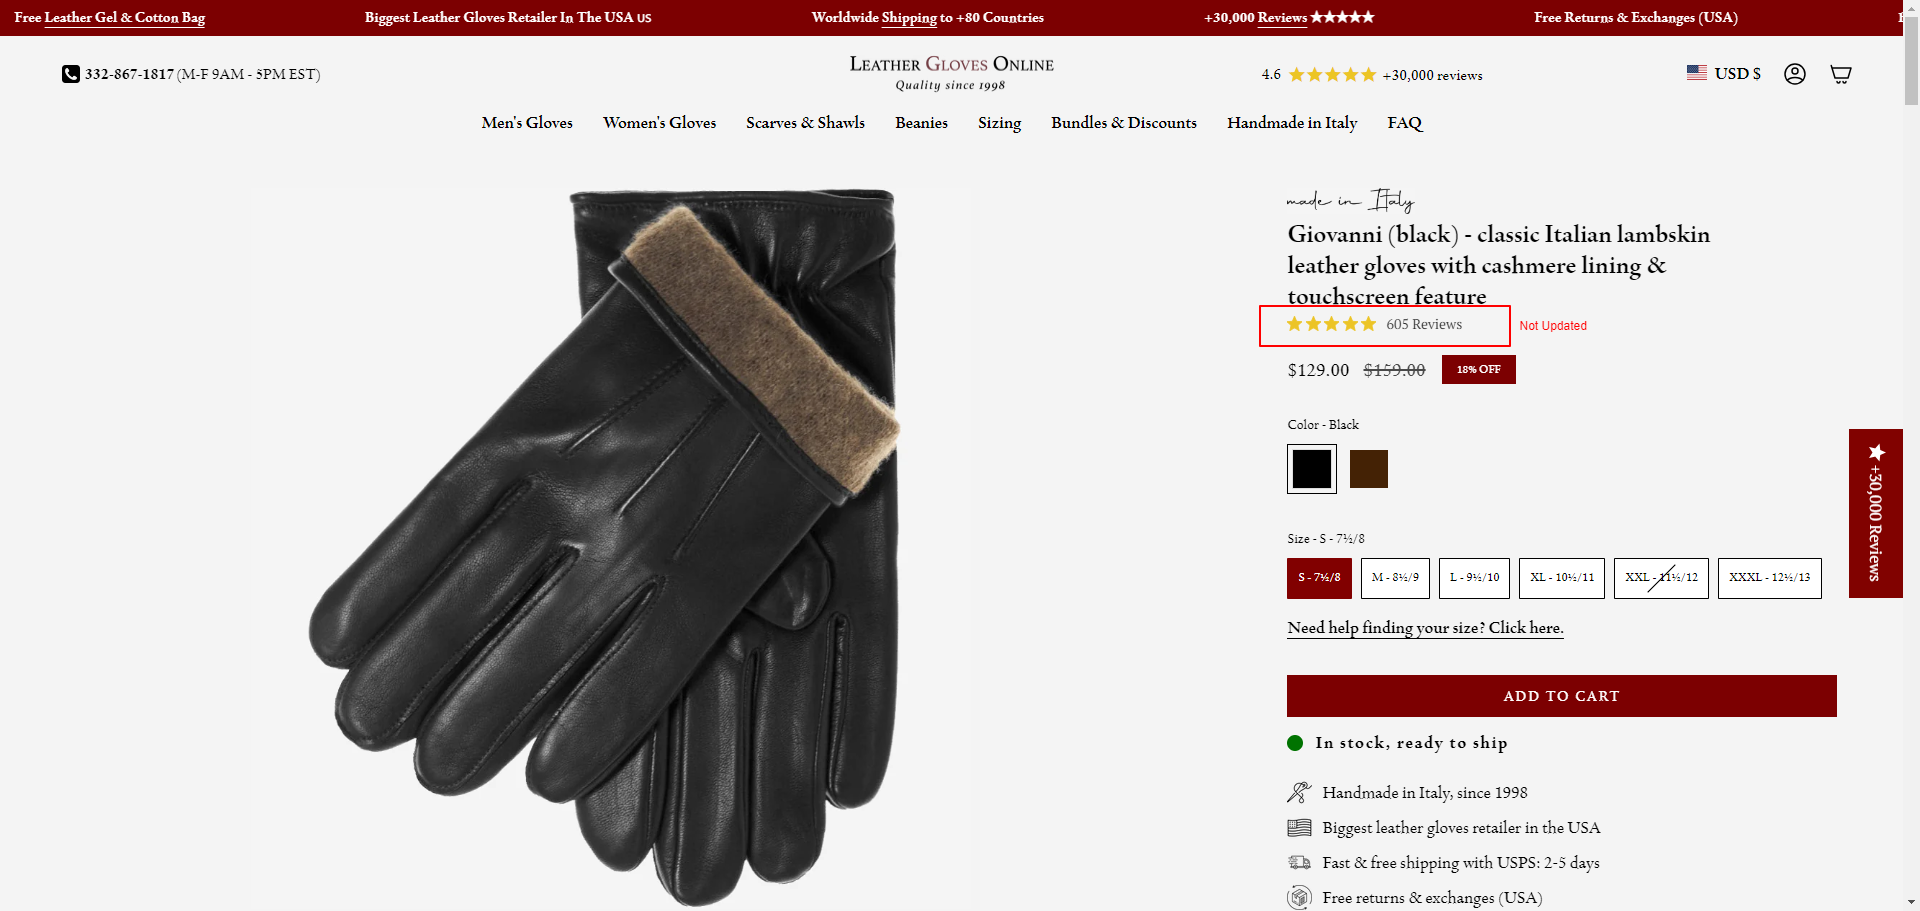 Free Leather Gel & Cotton Bag
Biggest Leather Gloves Retailer In The USA US
Worldwide Shipping to +80 Countries
+30,000 Reviews ★★★★★
Free Returns & Exchanges (USA)
332-867-1817 (M-F 9AM - 5PM EST)
LEATHER GLOVES ONLINE
Quality since 1998
4.6 ★★★★★ +30,000 reviews
USD $
Men's Gloves
Women's Gloves
Scarves & Shawls
Beanies
Sizing
Bundles & Discounts
Handmade in Italy
FAQ
made in Italy
Giovanni (black) - classic Italian lambskin
leather gloves with cashmere lining &
touchscreen feature
★★★★★ 605 Reviews
Not Updated
$129.00 $159.00 18% OFF
Color - Black
Size - S - 7½/8
S - 7½/8
M - 8½/9
L - 9½/10
XL - 10½/11
XXL - 11½/12
XXXL - 12½/13
Need help finding your size? Click here.
ADD TO CART
In stock, ready to ship
Handmade in Italy, since 1998
Biggest leather gloves retailer in the USA
Fast & free shipping with USPS: 2-5 days
Free returns & exchanges (USA)
★ +30,000 Reviews